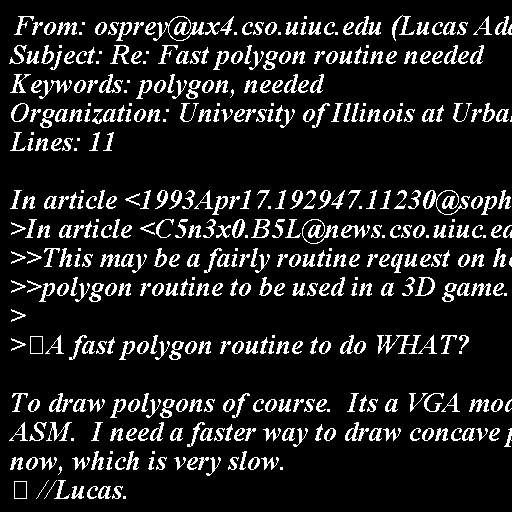 From: osprey@ux4.cso.uiuc.edu (Lucas Ada
Subject: Re: Fast polygon routine needed
Keywords: polygon, needed
Organization: University of Illinois at Urba
Lines: 11

In article <1993Apr17.192947.11230@soph
>In article <C5n3x0.B5L@news.cso.uiuc.ed
>>This may be a fairly routine request on he
>>polygon routine to be used in a 3D game.
>
>▯A fast polygon routine to do WHAT?

To draw polygons of course.  Its a VGA mod
ASM.  I need a faster way to draw concave p
now, which is very slow.
▯ //Lucas.